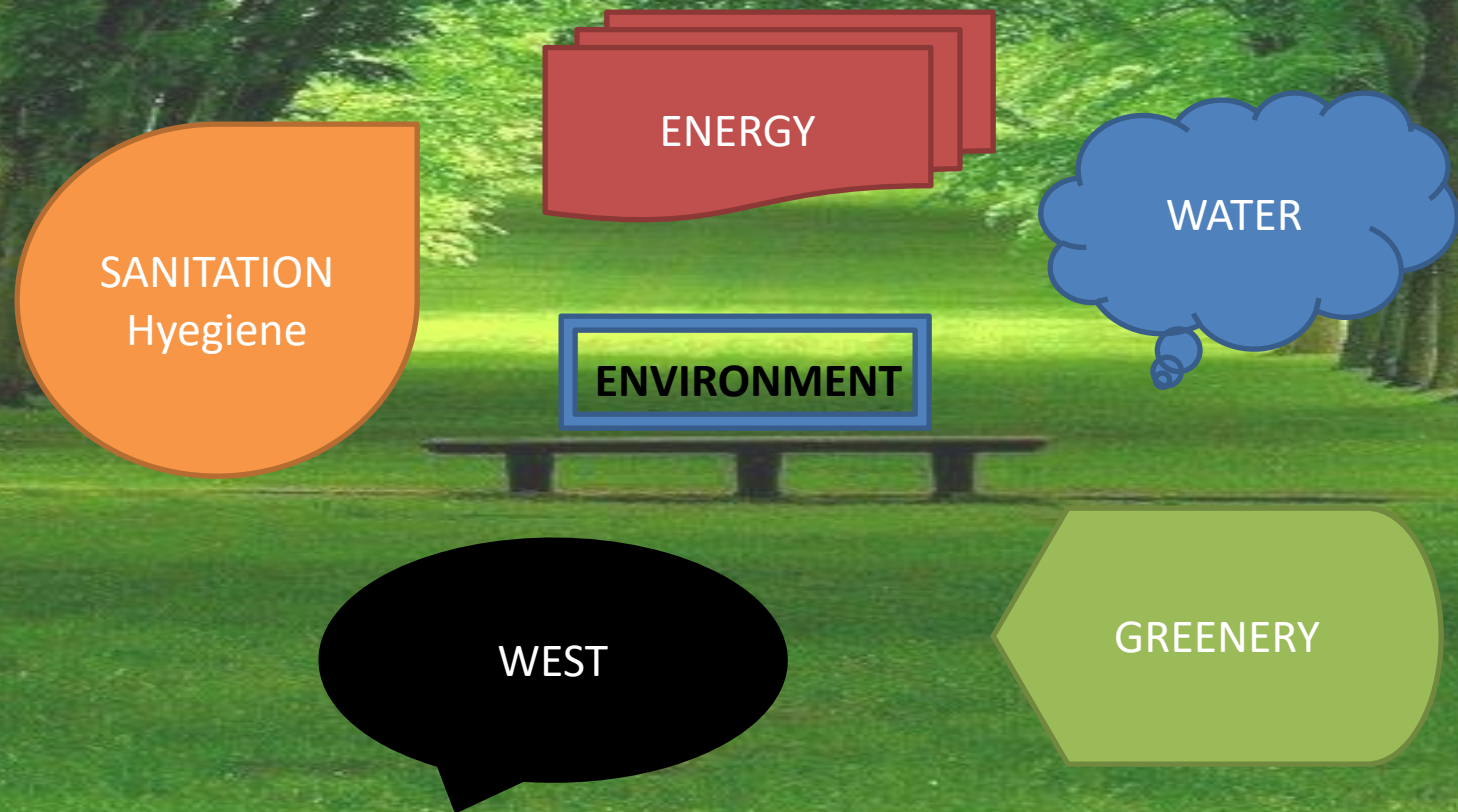 ENERGY
WATER
SANITATION
Hyegiene
ENVIRONMENT
WEST
GREENERY